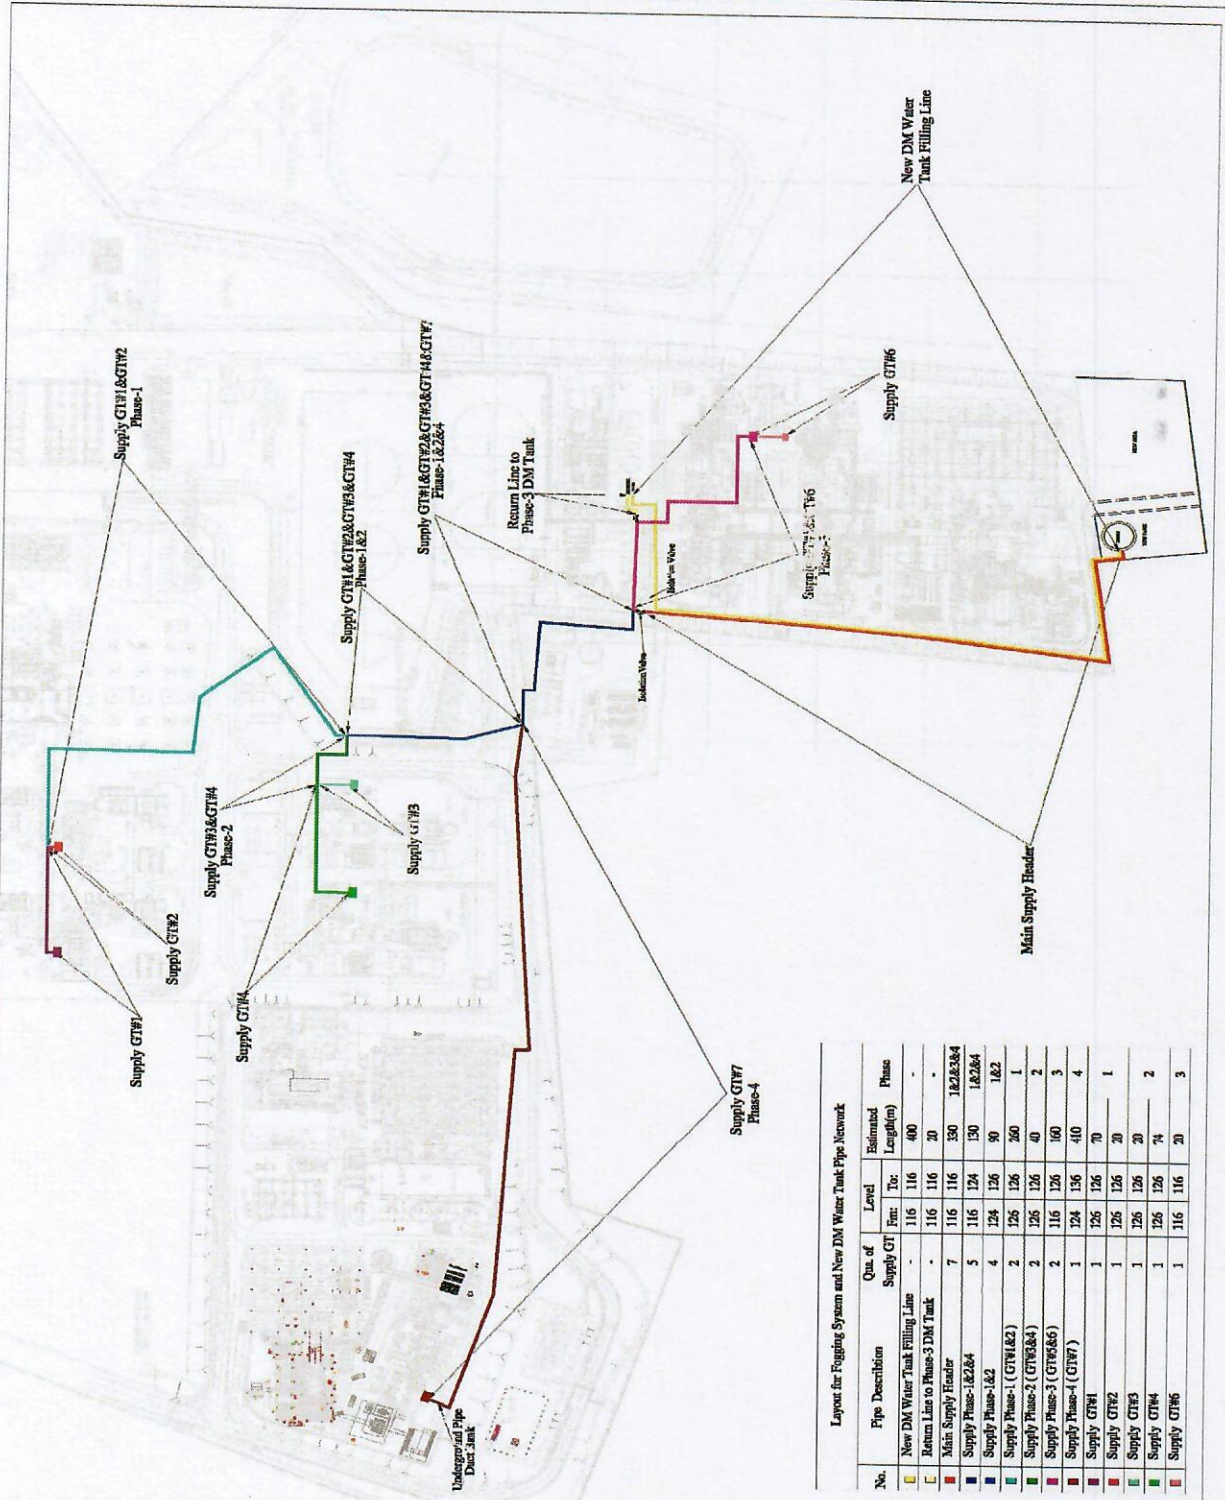 New DM Water
Tank Filling Line
Supply GT#1&GT#2
Phase-1
Supply GT#1&GT#2&GT#3&GT#4&GT#7
Phase-1&2&4
Supply GT#6
Supply GT#1&GT#2&GT#3&GT#4
Phase-1&2
Return Line to
Phase-3 DM Tank
NEW AREA
Isolation Valve
Isolation Valve
Phase-3
Supply GT#3&GT#4
Phase-2
Supply GT#3
Main Supply Header
Supply GT#2
Supply GT#4
Supply GT#1
Supply GT#7
Phase-4
Underground Pipe
Duct Bank
Layout for Fogging System and New DM Water Tank Pipe Network
No. Pipe Description Qua. of Supply GT Level Fm: To: Estimated Length(m) Phase
New DM Water Tank Filling Line - 116 116 400 -
Return Line to Phase-3 DM Tank - 116 116 20 -
Main Supply Header 7 116 116 330 1&2&3&4
Supply Phase-1&2&4 5 116 124 130 1&2&4
Supply Phase-1&2 4 124 126 90 1&2
Supply Phase-1 ( GT#1&2 ) 2 126 126 260 1
Supply Phase-2 ( GT#3&4 ) 2 126 126 40 2
Supply Phase-3 ( GT#5&6 ) 2 116 126 160 3
Supply Phase-4 ( GT#7 ) 1 124 136 410 4
Supply GT#1 1 126 126 70 1
Supply GT#2 1 126 126 20
Supply GT#3 1 126 126 20 2
Supply GT#4 1 126 126 74
Supply GT#6 1 116 116 20 3